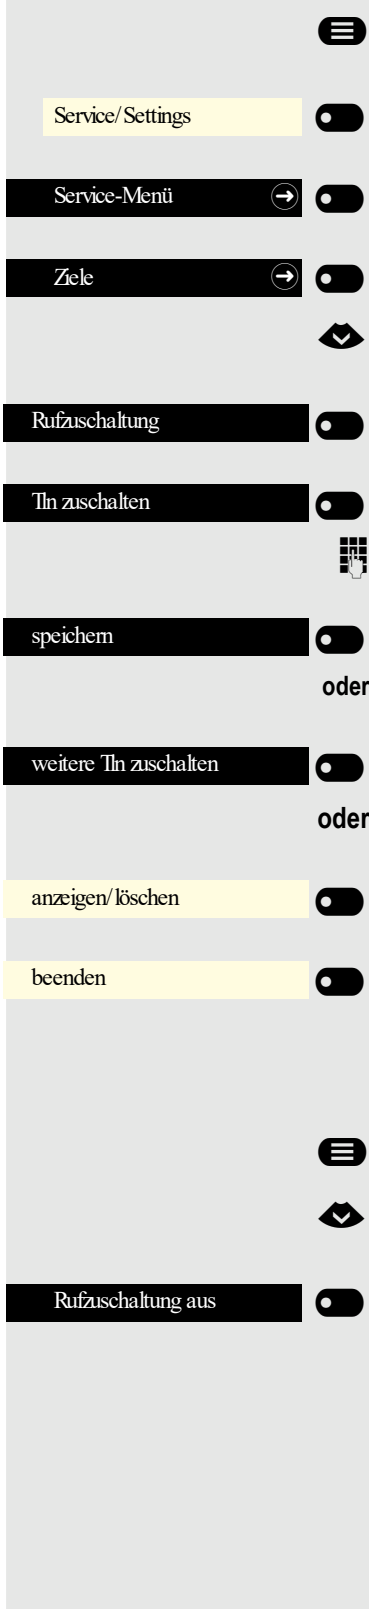 Service/Settings
Service-Menü
Ziele
Rufzuschaltung
Tln zuschalten
speichern
oder
weitere Tln zuschalten
oder
anzeigen/löschen
beenden
Rufzuschaltung aus